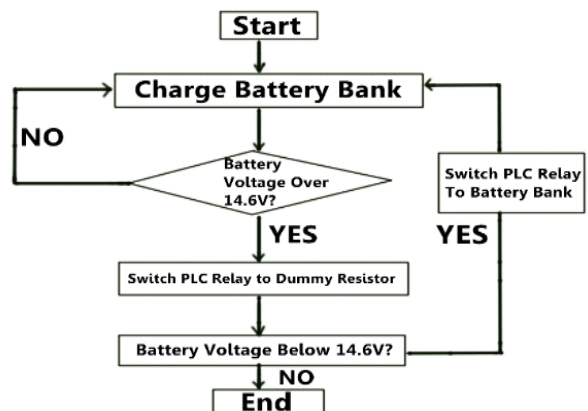 Start
Charge Battery Bank
NO
Battery
Voltage Over
14.6V?
Switch PLC Relay
To Battery Bank
YES
YES
Switch PLC Relay to Dummy Resistor
Battery Voltage Below 14.6V?
NO
End